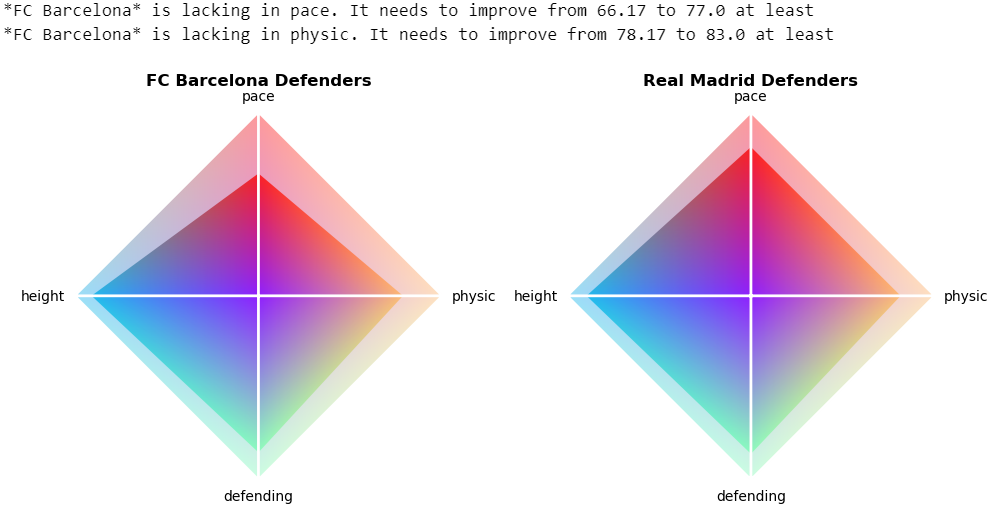 *FC Barcelona* is lacking in pace. It needs to improve from 66.17 to 77.0 at least
*FC Barcelona* is lacking in physic. It needs to improve from 78.17 to 83.0 at least
FC Barcelona Defenders
pace
height
physic
defending
Real Madrid Defenders
pace
height
physic
defending